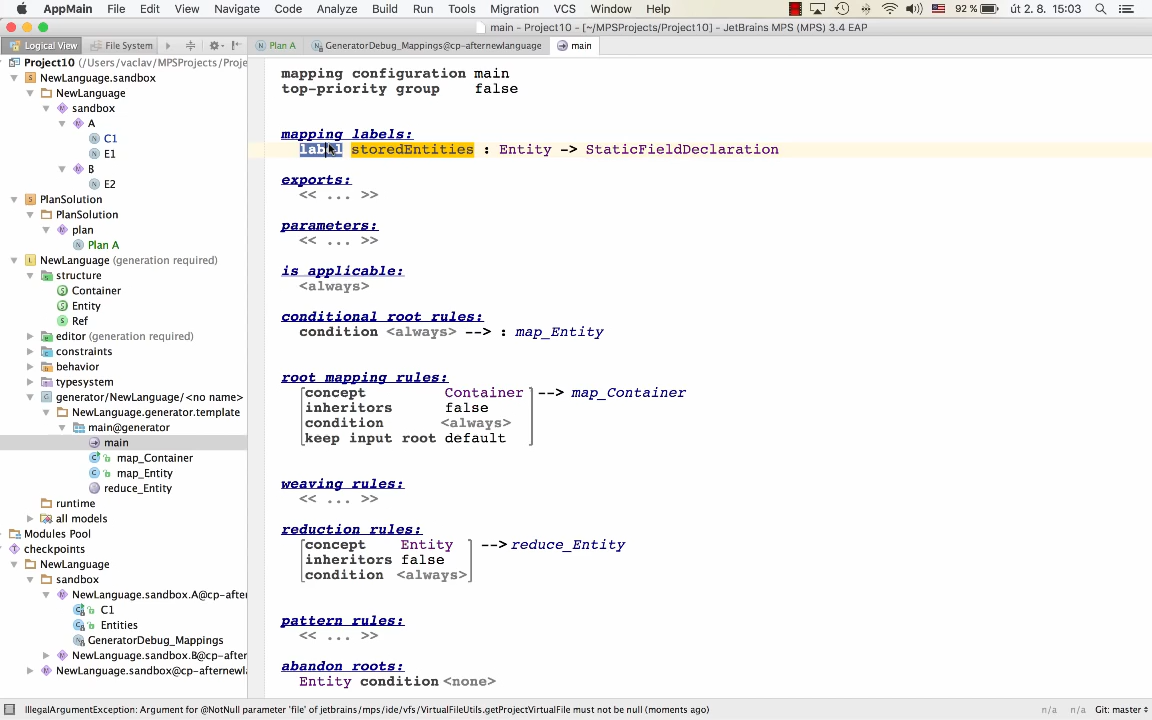 AppMain File Edit View Navigate Code Analyze Build Run Tools Migration VCS Window Help 92 % út 2. 8. 15:03
main - Project10 - [~/MPSProjects/Project10] - JetBrains MPS (MPS) 3.4 EAP
Logical View File System Plan A GeneratorDebug_Mappings@cp-afternewlanguage main
Project10 (/Users/vaclav/MPSProjects/Proje
NewLanguage.sandbox
NewLanguage
sandbox
A
C1
E1
B
E2
PlanSolution
PlanSolution
plan
Plan A
NewLanguage (generation required)
structure
Container
Entity
Ref
editor (generation required)
constraints
behavior
typesystem
generator/NewLanguage/<no name>
NewLanguage.generator.template
main@generator
main
map_Container
map_Entity
reduce_Entity
runtime
all models
Modules Pool
checkpoints
NewLanguage
sandbox
NewLanguage.sandbox.A@cp-after
C1
Entities
GeneratorDebug_Mappings
NewLanguage.sandbox.B@cp-after
NewLanguage.sandbox@cp-afternewla
mapping configuration main
top-priority group false
mapping labels:
label storedEntities : Entity -> StaticFieldDeclaration
exports:
<< ... >>
parameters:
<< ... >>
is applicable:
<always>
conditional root rules:
condition <always> --> : map_Entity
root mapping rules:
concept Container --> map_Container
inheritors false
condition <always>
keep input root default
weaving rules:
<< ... >>
reduction rules:
concept Entity --> reduce_Entity
inheritors false
condition <always>
pattern rules:
<< ... >>
abandon roots:
Entity condition <none>
IllegalArgumentException: Argument for @NotNull parameter 'file' of jetbrains/mps/ide/vfs/VirtualFileUtils.getProjectVirtualFile must not be null (moments ago) n/a n/a Git: master